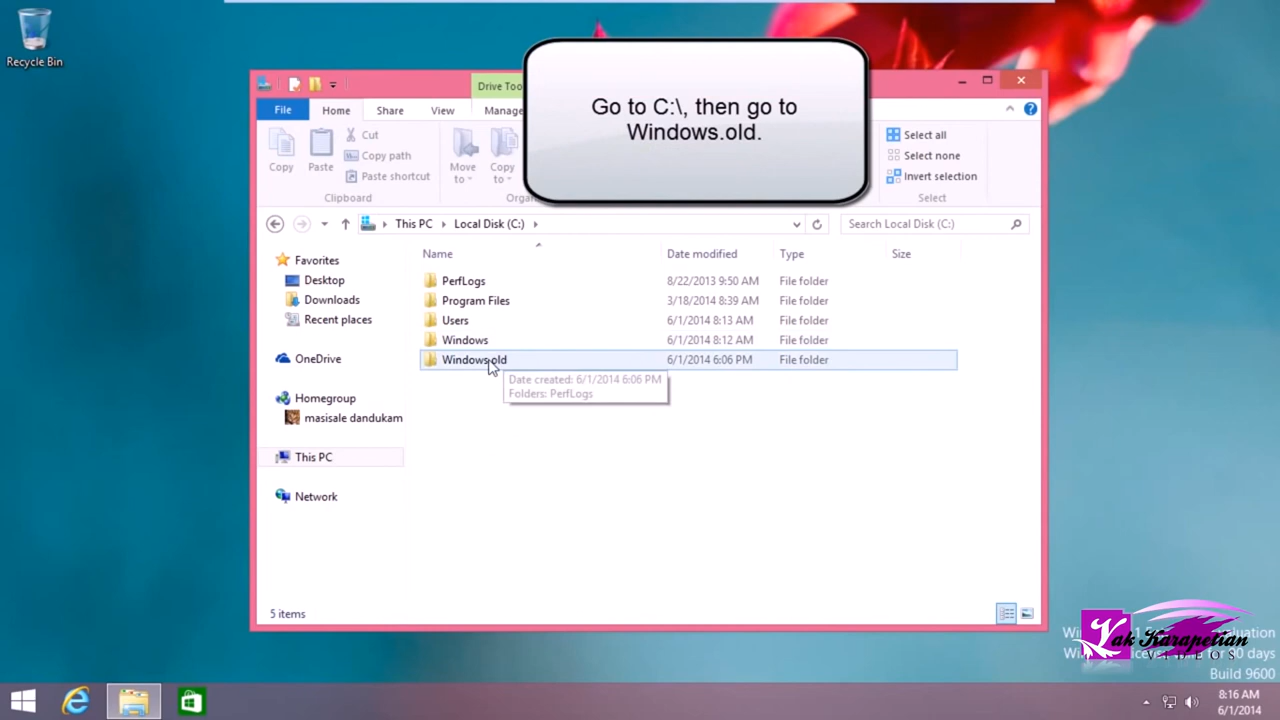 Recycle Bin
Go to C:\, then go to
Windows.old.
Drive Too
File
Home
Share
View
Manage
Copy
Paste
Cut
Copy path
Paste shortcut
Clipboard
Move
to
Copy
to
Orga
Select all
Select none
Invert selection
Select
This PC
Local Disk (C:)
Search Local Disk (C:)
Name
Date modified
Type
Size
PerfLogs 8/22/2013 9:50 AM File folder
Program Files 3/18/2014 8:39 AM File folder
Users 6/1/2014 8:13 AM File folder
Windows 6/1/2014 8:12 AM File folder
Windows.old 6/1/2014 6:06 PM File folder
Date created: 6/1/2014 6:06 PM
Folders: PerfLogs
Favorites
Desktop
Downloads
Recent places
OneDrive
Homegroup
masisale dandukam
This PC
Network
5 items
Yak Karapetian
VIDEOS
Build 9600
8:16 AM
6/1/2014